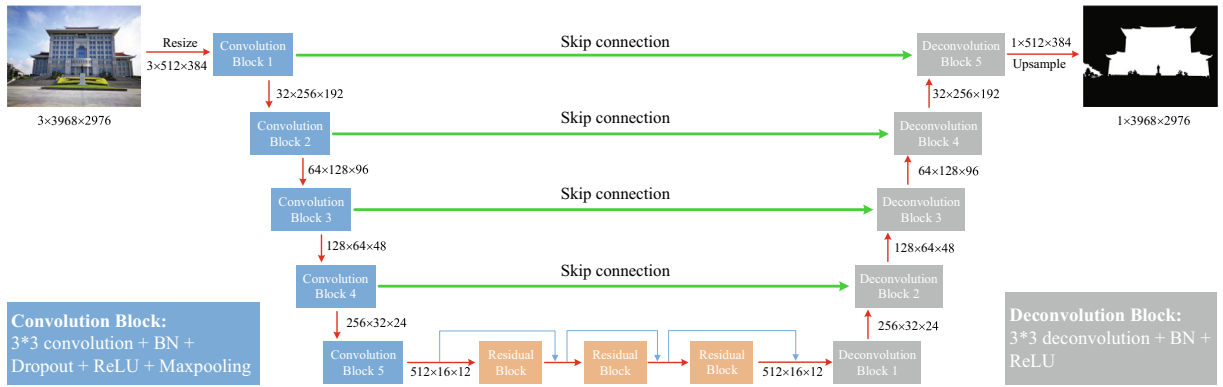 Resize
3×512×384
3×3968×2976
Convolution
Block 1
Skip connection
Deconvolution
Block 5
1×512×384
Upsample
1×3968×2976
32×256×192
32×256×192
Convolution
Block 2
Skip connection
Deconvolution
Block 4
64×128×96
64×128×96
Convolution
Block 3
Skip connection
Deconvolution
Block 3
128×64×48
128×64×48
Convolution
Block 4
Skip connection
Deconvolution
Block 2
256×32×24
256×32×24
Convolution
Block 5
512×16×12
Residual
Block
Residual
Block
Residual
Block
512×16×12
Deconvolution
Block 1
Convolution Block:
3*3 convolution + BN +
Dropout + ReLU + Maxpooling
Deconvolution Block:
3*3 deconvolution + BN +
ReLU